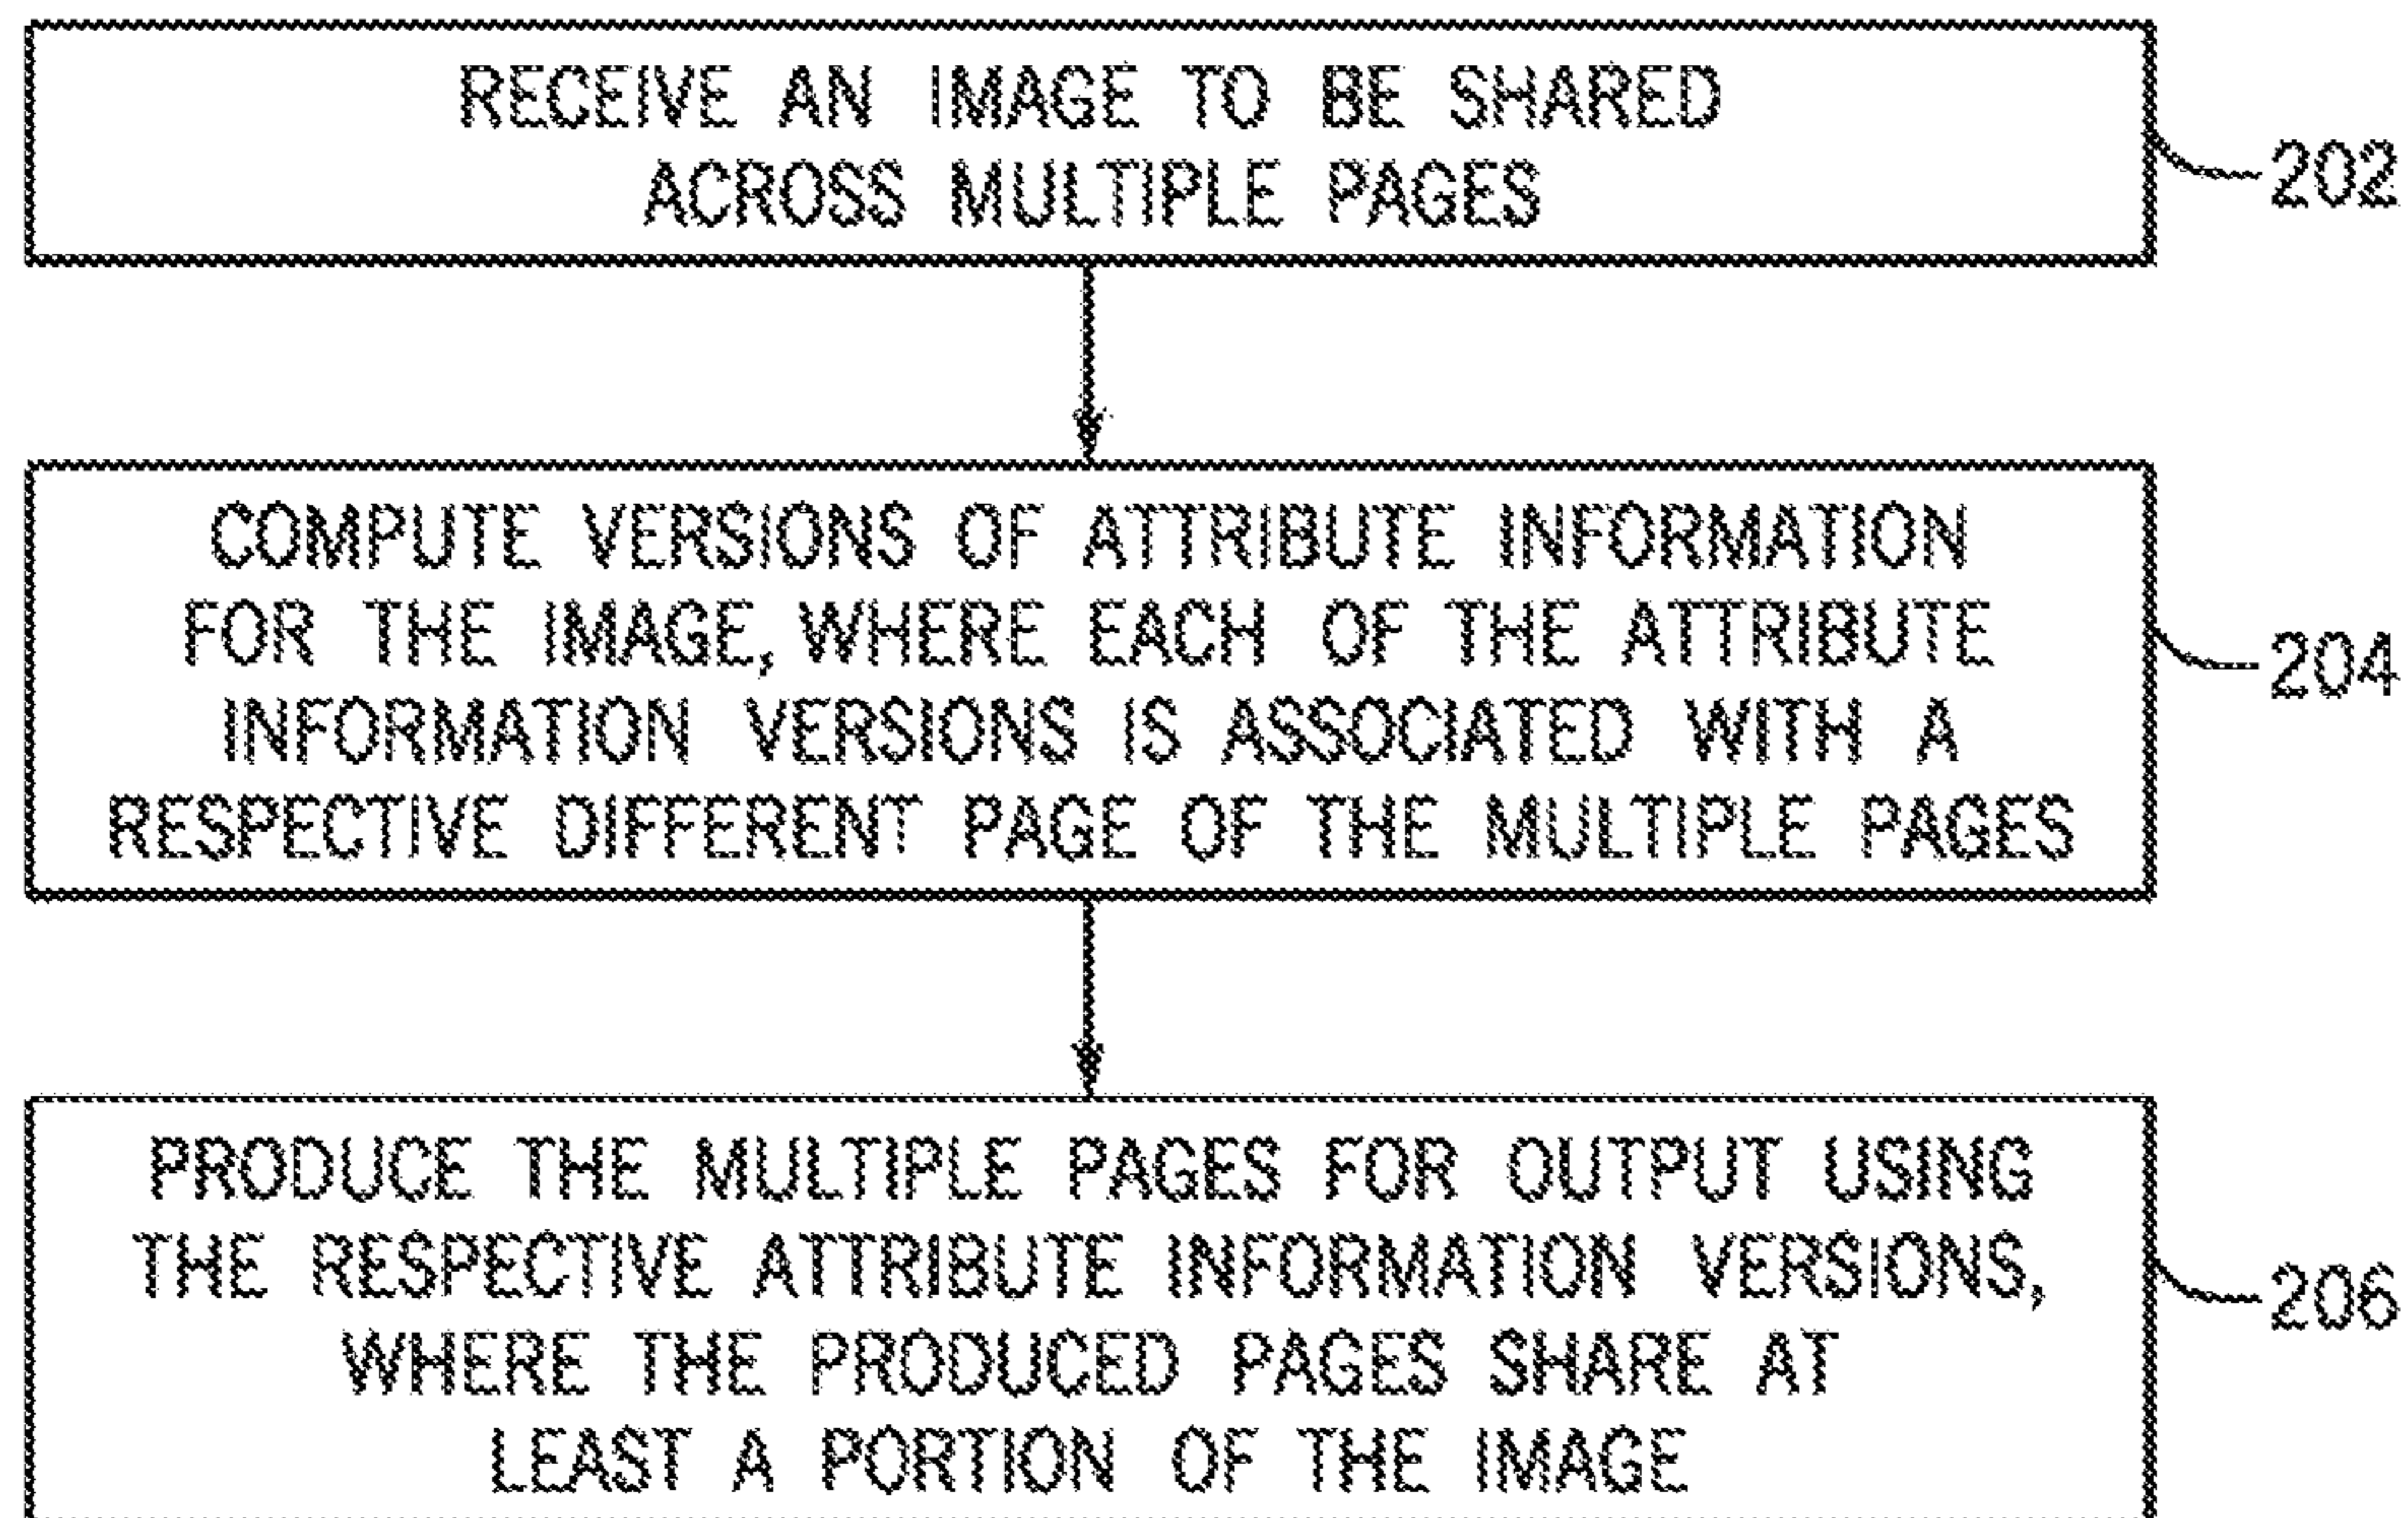 RECEIVE AN IMAGE TO BE SHARED
ACROSS MULTIPLE PAGES
202
COMPUTE VERSIONS OF ATTRIBUTE INFORMATION
FOR THE IMAGE, WHERE EACH OF THE ATTRIBUTE
INFORMATION VERSIONS IS ASSOCIATED WITH A
RESPECTIVE DIFFERENT PAGE OF THE MULTIPLE PAGES
204
PRODUCE THE MULTIPLE PAGES FOR OUTPUT USING
THE RESPECTIVE ATTRIBUTE INFORMATION VERSIONS,
WHERE THE PRODUCED PAGES SHARE AT
LEAST A PORTION OF THE IMAGE
206